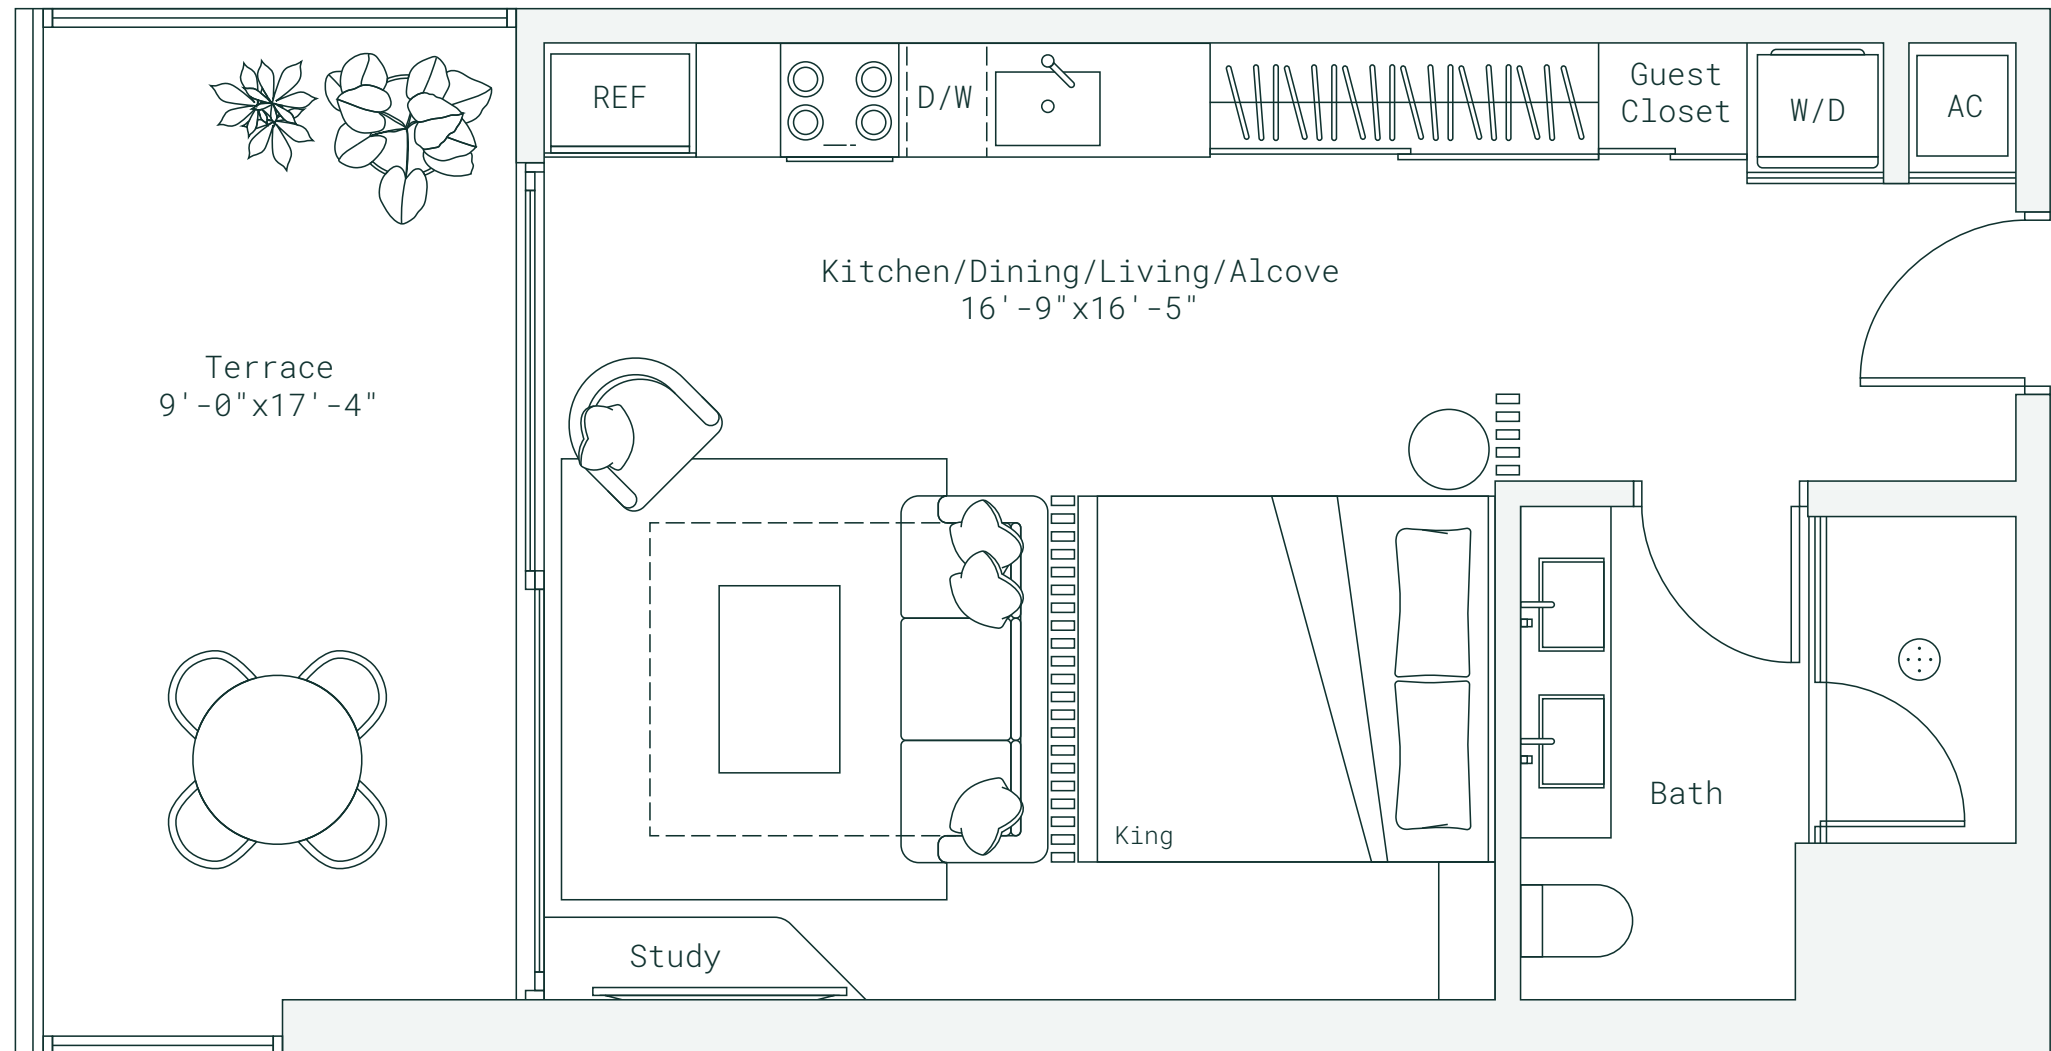 REF
D/W
Guest
Closet
W/D
AC
Kitchen/Dining/Living/Alcove
16'-9"x16'-5"
Terrace
9'-0"x17'-4"
King
Bath
Study